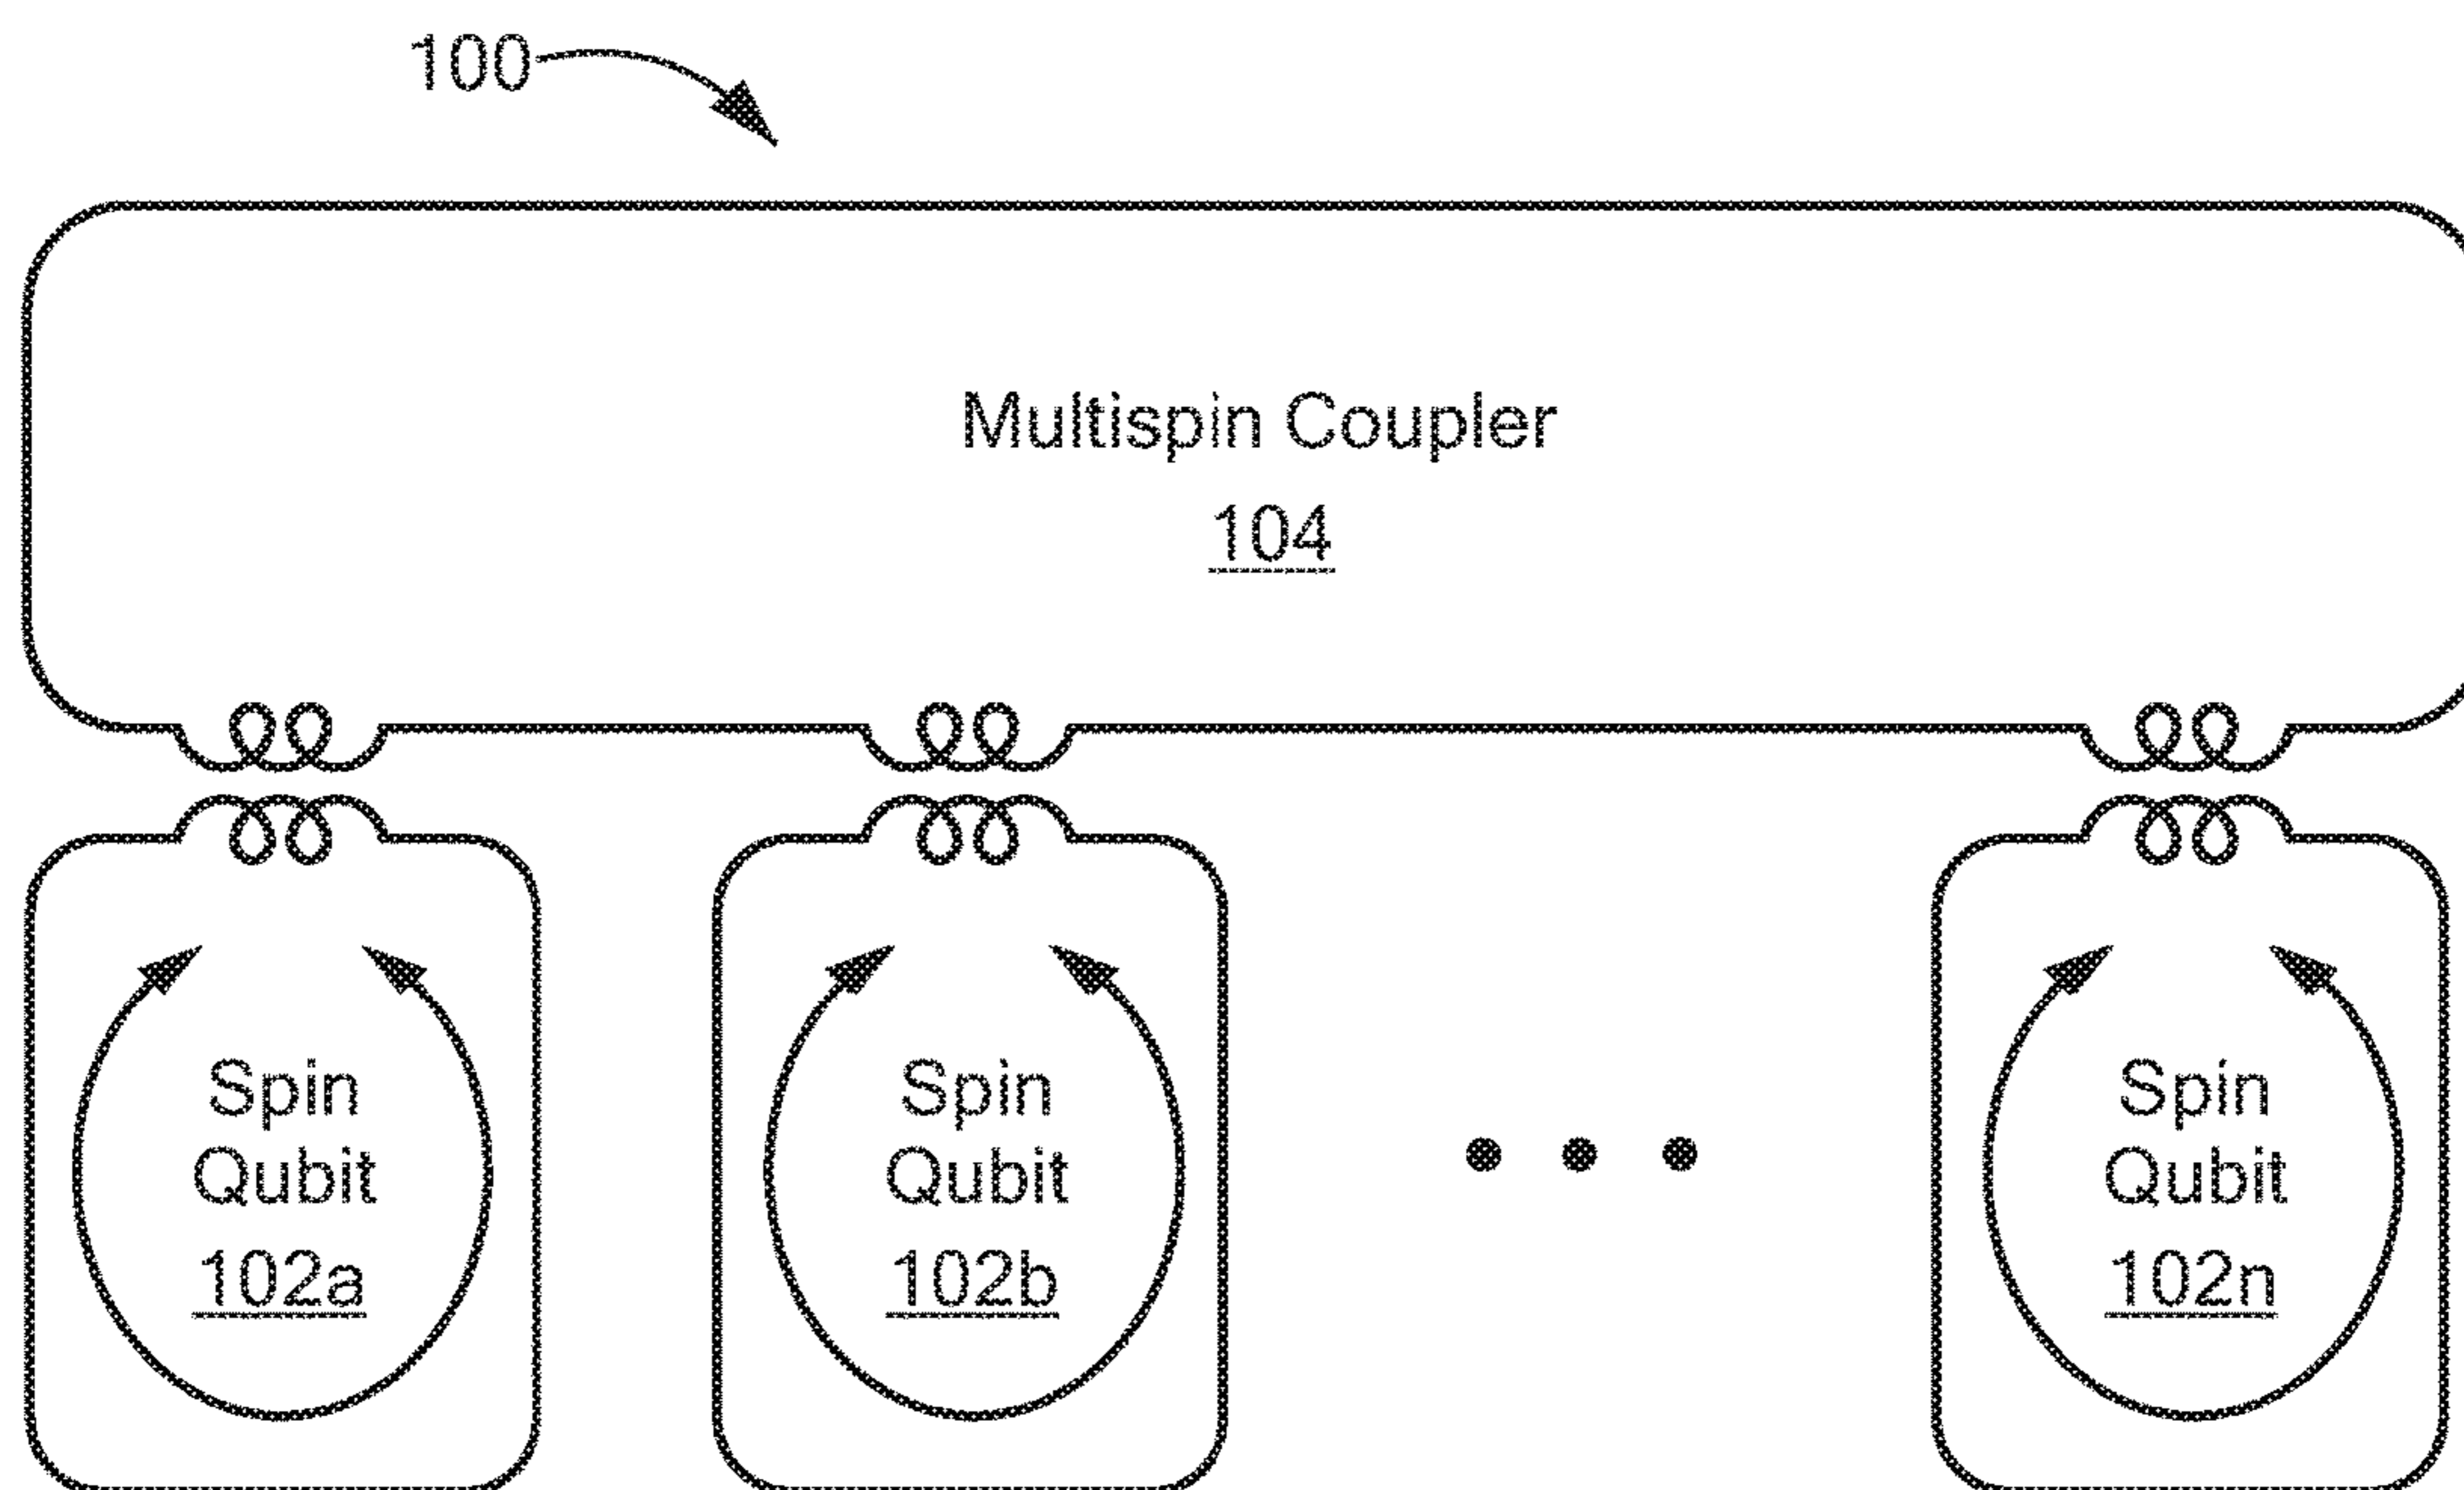 100
Multispin Coupler
104
Spin
Qubit
102a
Spin
Qubit
102b
Spin
Qubit
102n